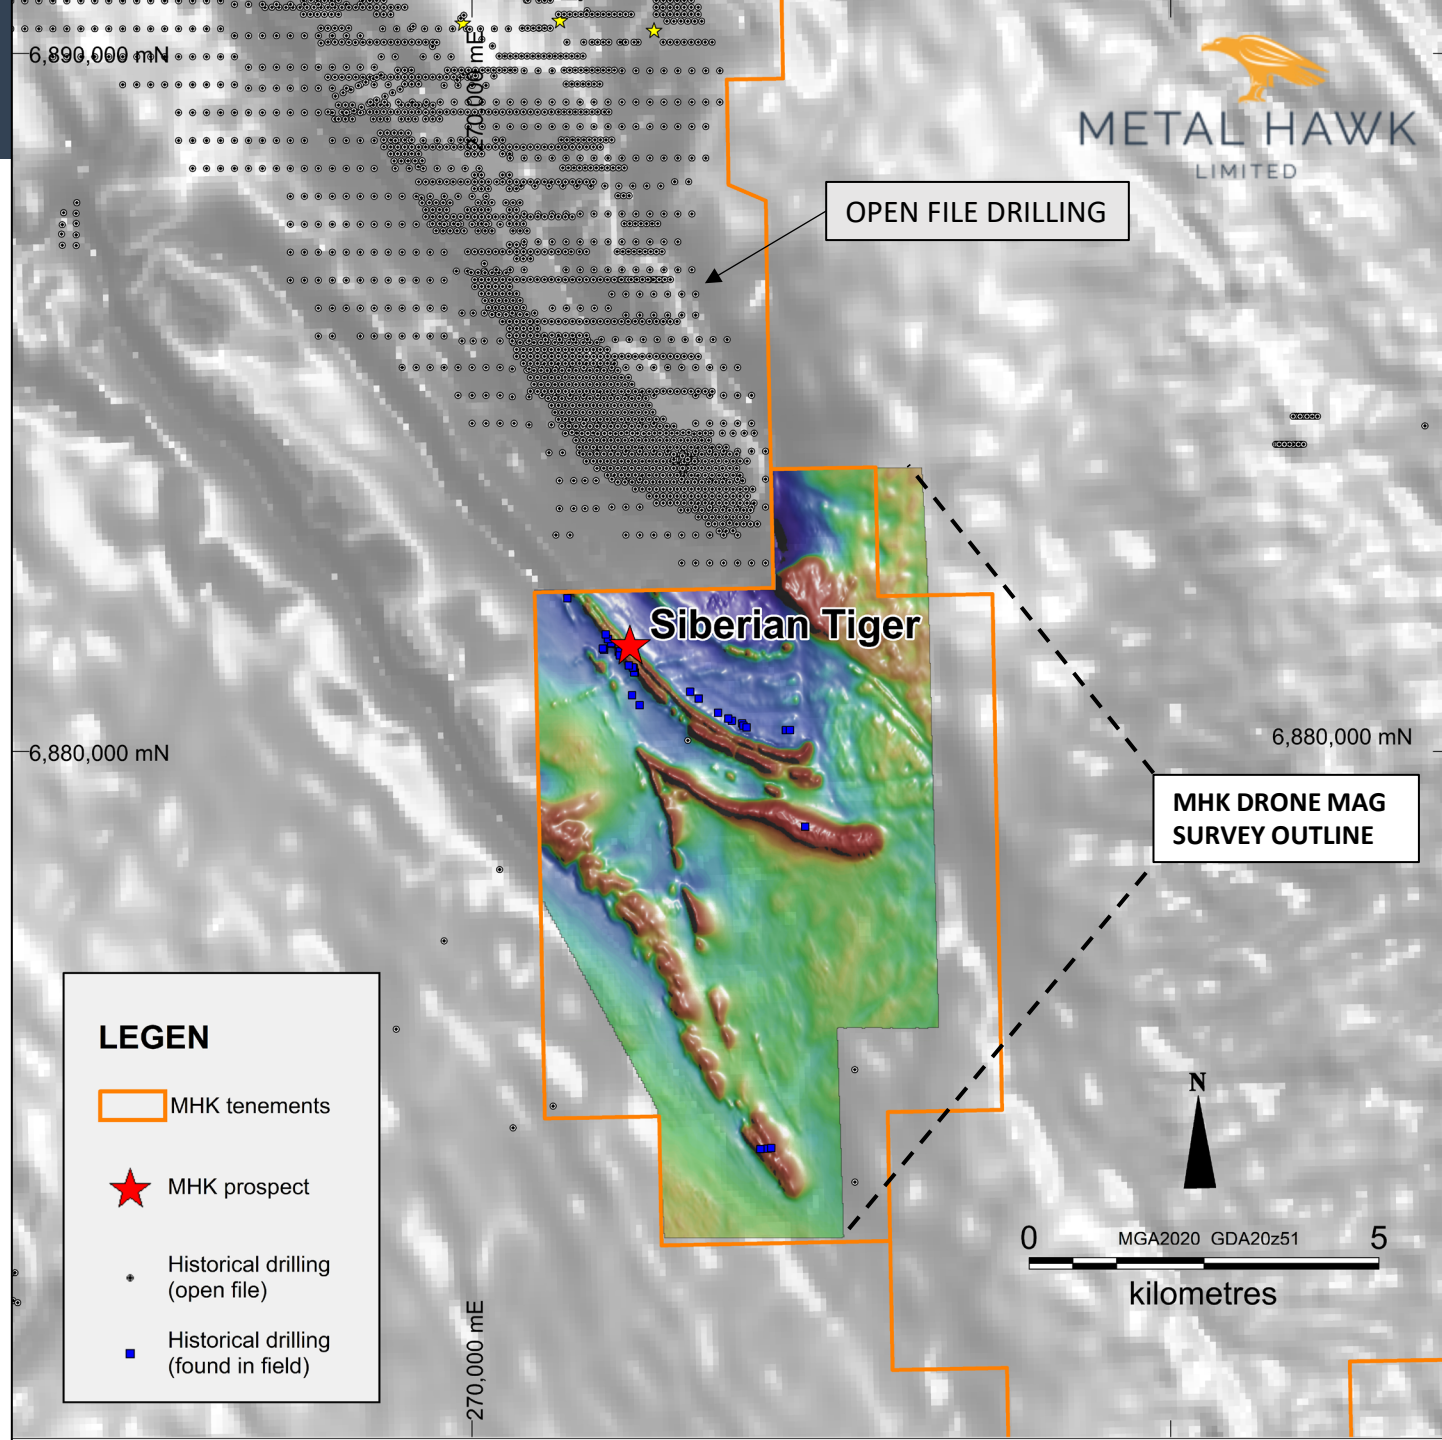 6,890,000 mN
270,000 mE
METAL HAWK
LIMITED
OPEN FILE DRILLING
Siberian Tiger
6,880,000 mN
6,880,000 mN
MHK DRONE MAG
SURVEY OUTLINE
LEGEN
MHK tenements
MHK prospect
Historical drilling
(open file)
Historical drilling
(found in field)
N
0 MGA2020 GDA20z51 5
kilometres
270,000 mE